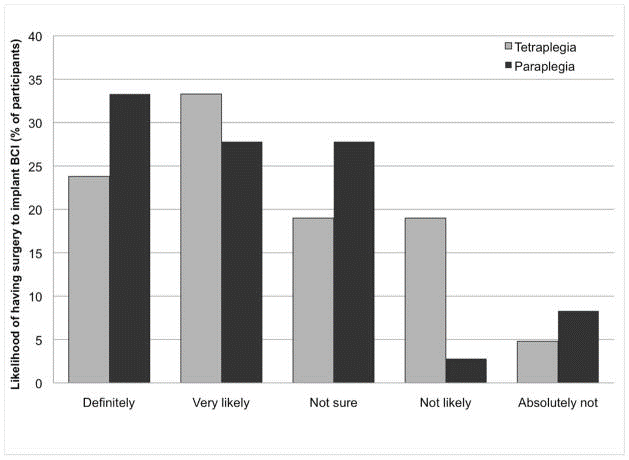 Likelihood of having surgery to implant BCI (% of participants)
40
35
30
25
20
15
10
5
0
Tetraplegia
Paraplegia
Definitely
Very likely
Not sure
Not likely
Absolutely not